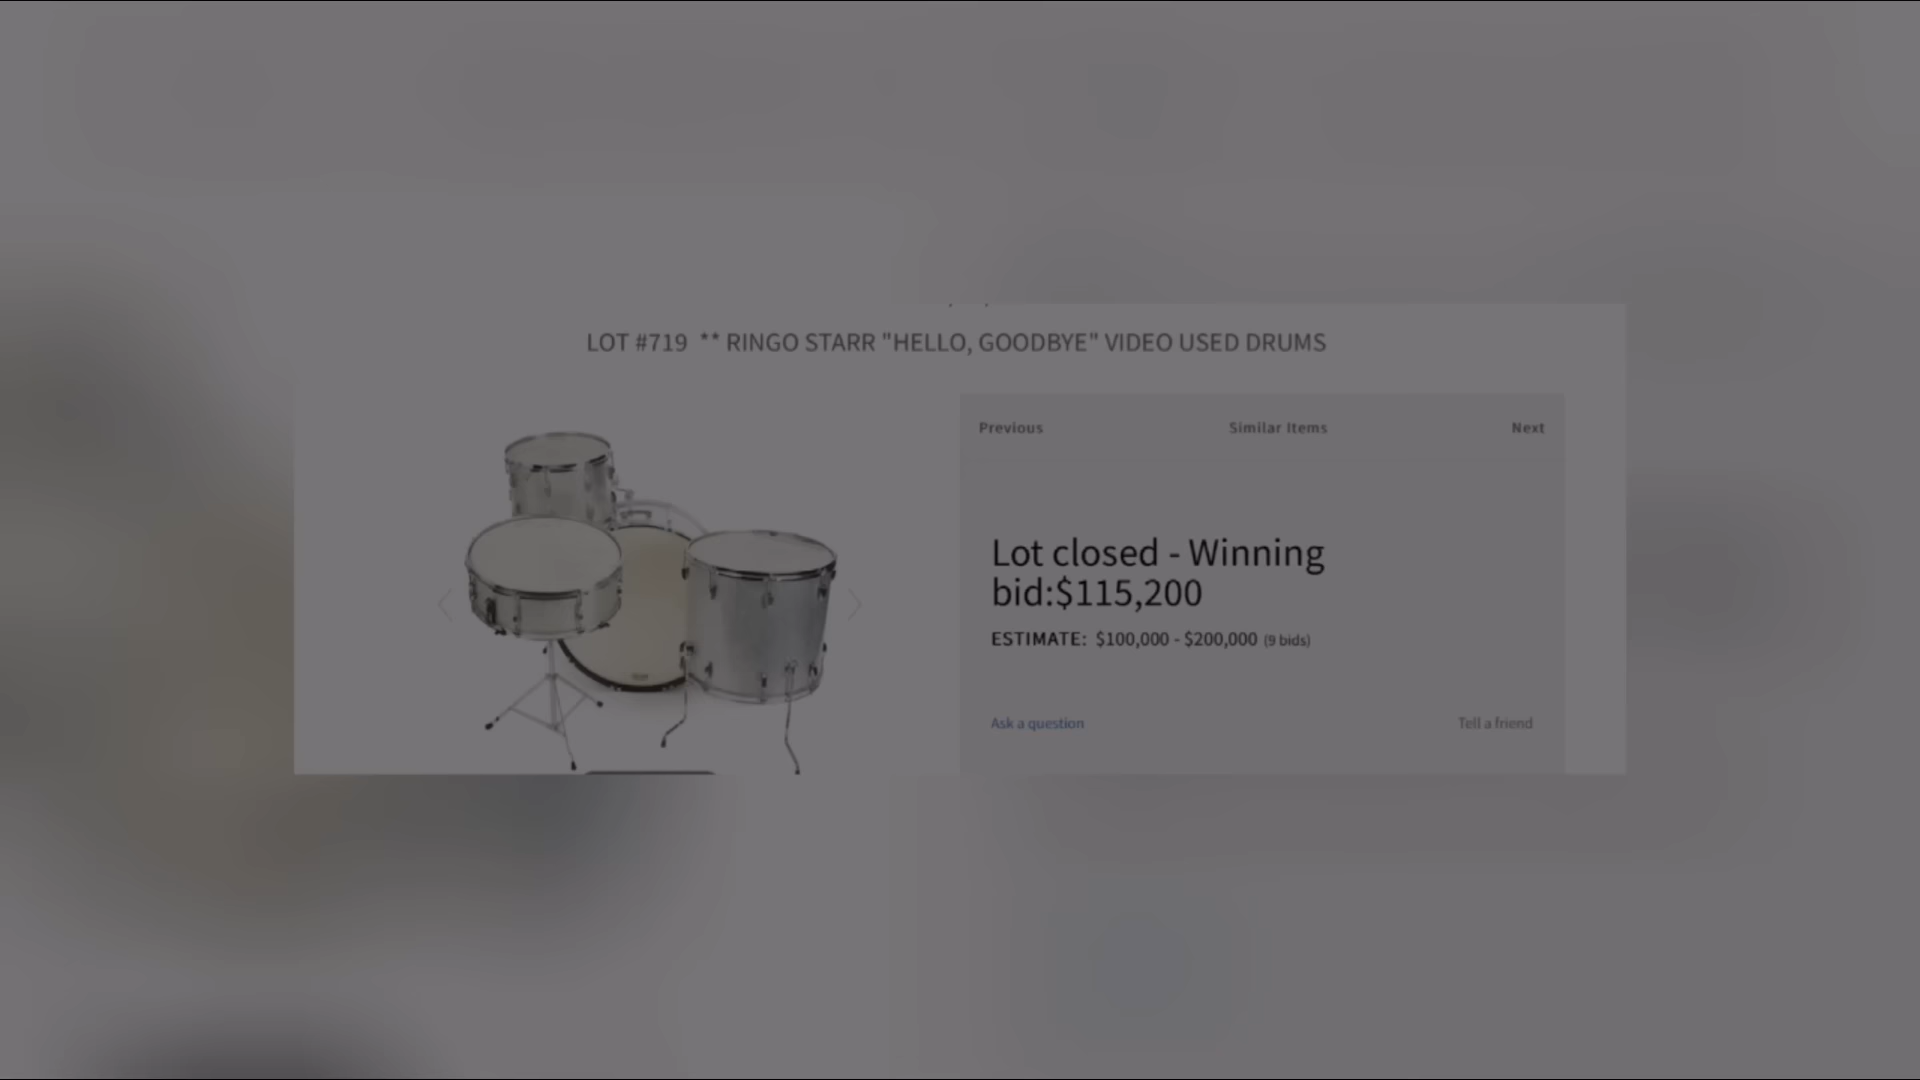 LOT #719 ** RINGO STARR "HELLO, GOODBYE" VIDEO USED DRUMS
Previous
Similar Items
Next
Lot closed - Winning
bid:$115,200
ESTIMATE: $100,000 - $200,000 (9 bids)
Ask a question
Tell a friend